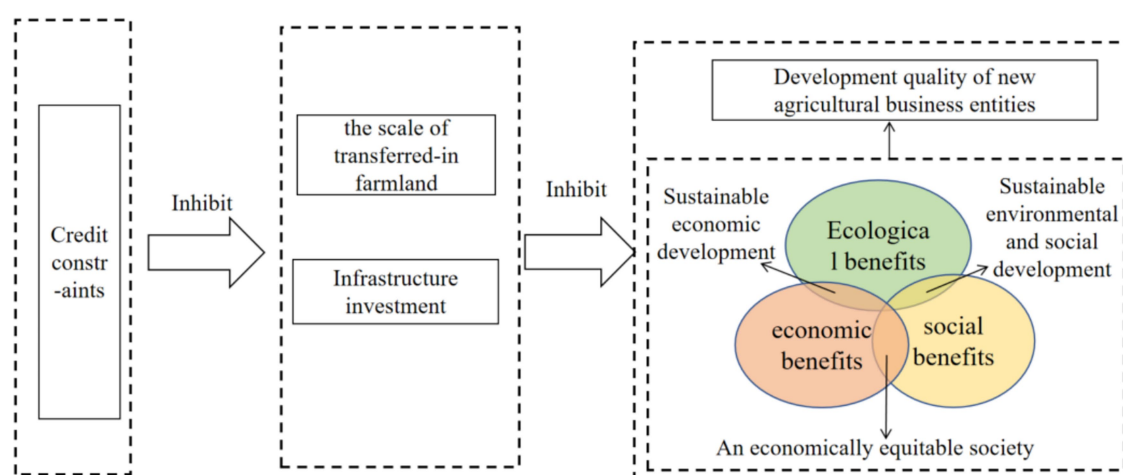 Credit
constr
-aints
Inhibit
the scale of
transferred-in
farmland
Infrastructure
investment
Inhibit
Development quality of new
agricultural business entities
Sustainable
economic
development
Sustainable
environmental
and social
development
Ecologica
l benefits
economic
benefits
social
benefits
An economically equitable society